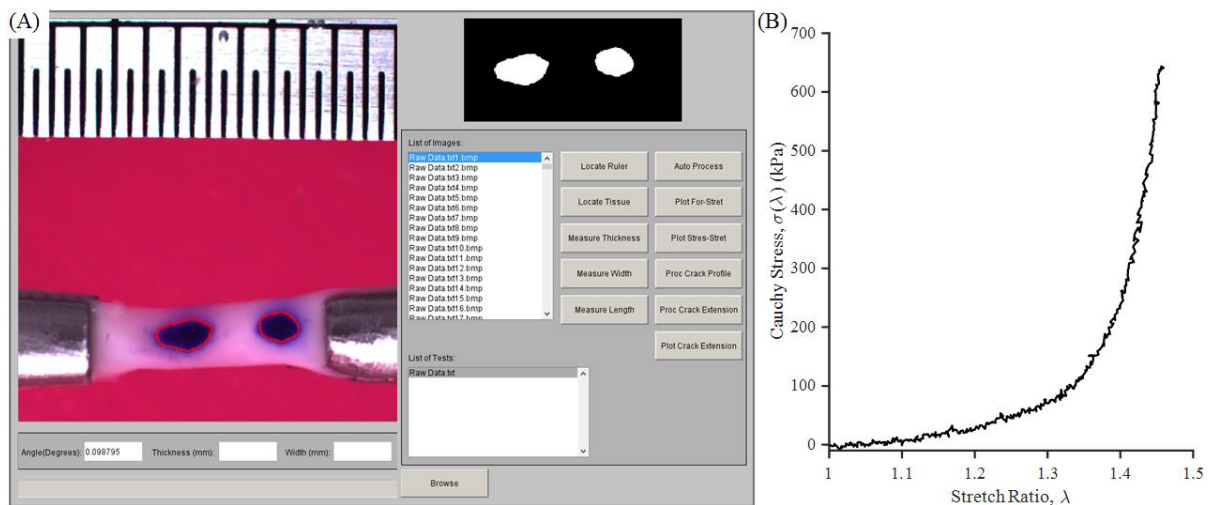 (A)
List of Images:
Raw Data.txt1.bmp
Raw Data.txt2.bmp
Raw Data.txt3.bmp
Raw Data.txt4.bmp
Raw Data.txt5.bmp
Raw Data.txt6.bmp
Raw Data.txt7.bmp
Raw Data.txt8.bmp
Raw Data.txt9.bmp
Raw Data.txt10.bmp
Raw Data.txt11.bmp
Raw Data.txt12.bmp
Raw Data.txt13.bmp
Raw Data.txt14.bmp
Raw Data.txt15.bmp
Raw Data.txt16.bmp
Raw Data.txt17.bmp
Locate Ruler
Auto Process
Locate Tissue
Plot For-Stret
Measure Thickness
Plot Stres-Stret
Measure Width
Proc Crack Profile
Measure Length
Proc Crack Extension
Plot Crack Extension
List of Tests:
Raw Data.txt
Angle(Degrees): 0.098795 Thickness (mm): Width (mm):
Browse
(B)
Cauchy Stress, σ(λ) (kPa)
700
600
500
400
300
200
100
0
1 1.1 1.2 1.3 1.4 1.5
Stretch Ratio, λ